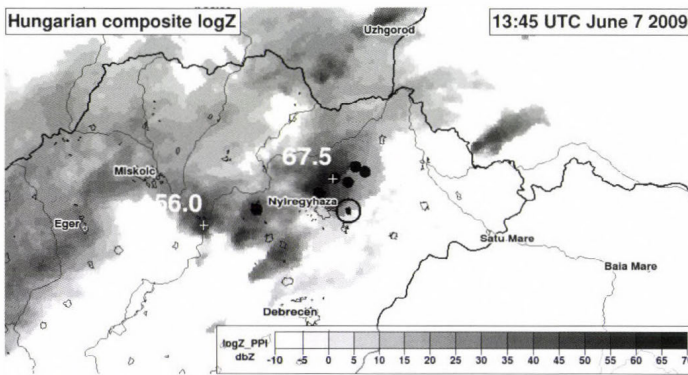 Hungarian composite logZ
13:45 UTC June 7 2009
Uzhgorod
67.5
Miskolc
56.0
Nyiregyhaza
Eger
Satu Mare
Baia Mare
Debrecen
logZ_PPI
dbZ
-10 -5 0 5 10 15 20 25 30 35 40 45 50 55 60 65 70